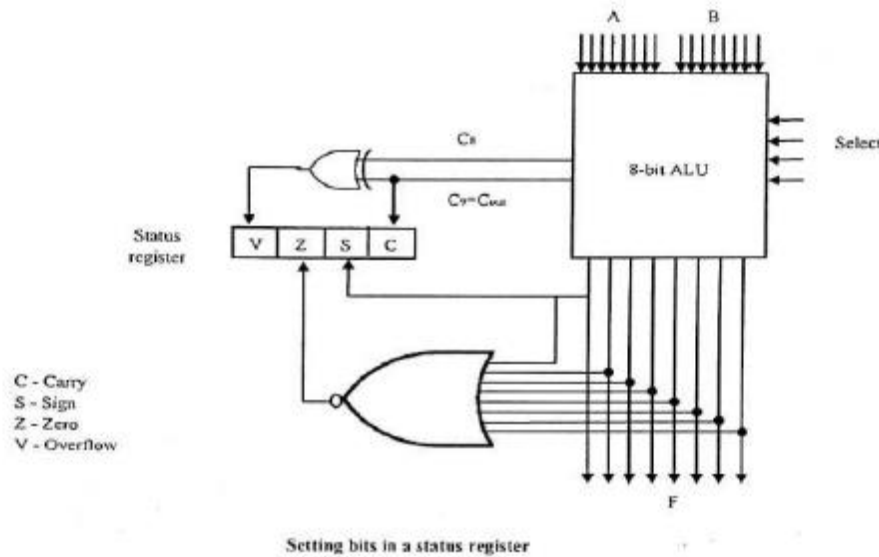 A B
C8
Select
8-bit ALU
C9=Cout
Status
register
V Z S C
C - Carry
S - Sign
Z - Zero
V - Overflow
F
Setting bits in a status register